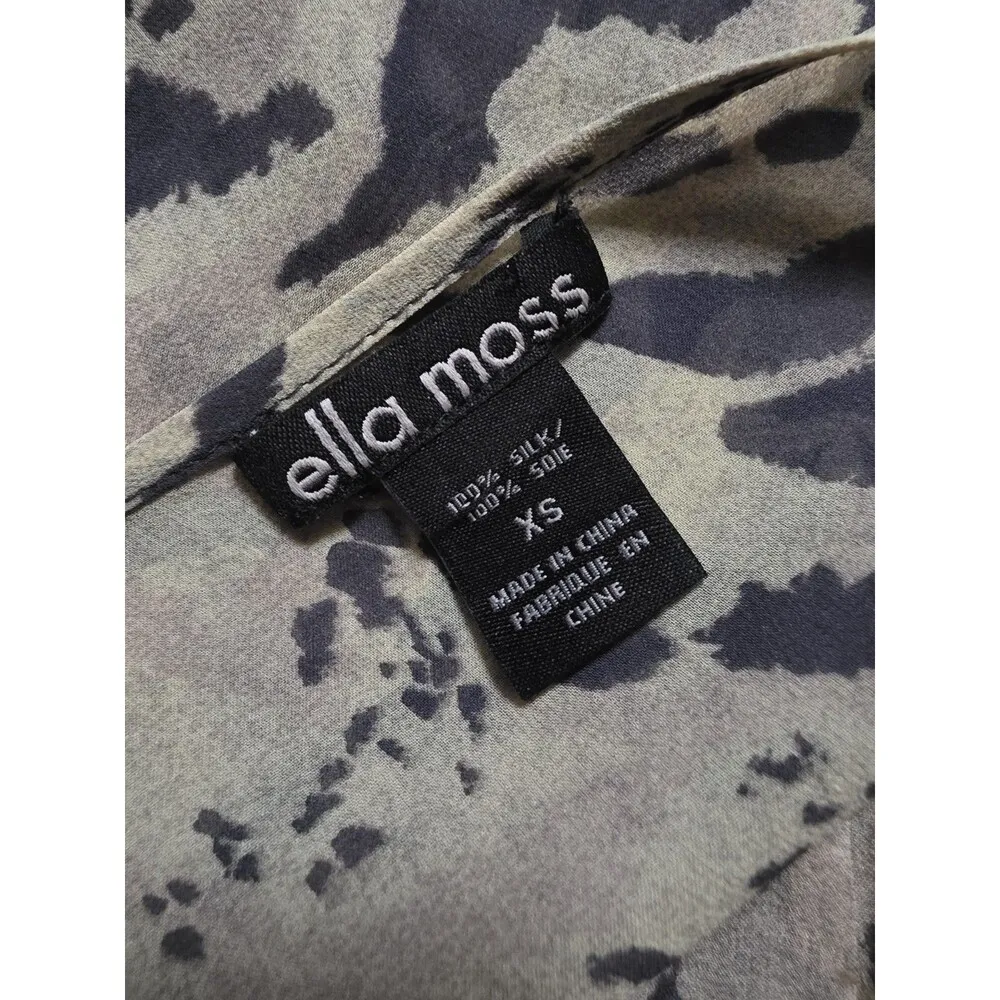 ella moss
100% SILK/
100% SOIE
XS
MADE IN CHINA
FABRIQUE EN
CHINE